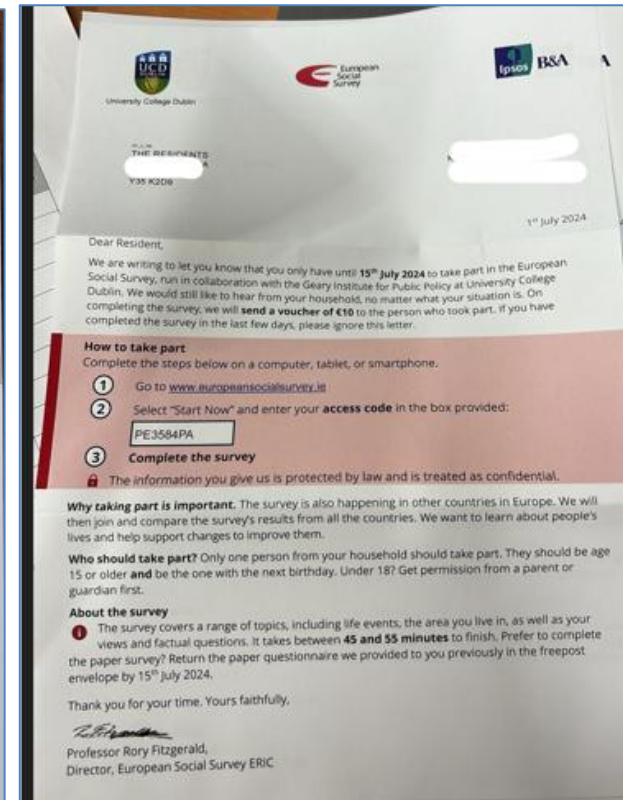 UCD
DUBLIN
University College Dublin
European
Social
Survey
Ipsos
B&A
A
THE RESIDENTS
A
Y35 K2D9
1st July 2024
Dear Resident,
We are writing to let you know that you only have until 15th July 2024 to take part in the European
Social Survey, run in collaboration with the Geary Institute for Public Policy at University College
Dublin. We would still like to hear from your household, no matter what your situation is. On
completing the survey, we will send a voucher of €10 to the person who took part. If you have
completed the survey in the last few days, please ignore this letter.
How to take part
Complete the steps below on a computer, tablet, or smartphone.
1 Go to www.europeansocialsurvey.ie
2 Select "Start Now" and enter your access code in the box provided:
PE3584PA
3 Complete the survey
The information you give us is protected by law and is treated as confidential.
Why taking part is important. The survey is also happening in other countries in Europe. We will
then join and compare the survey's results from all the countries. We want to learn about people's
lives and help support changes to improve them.
Who should take part? Only one person from your household should take part. They should be age
15 or older and be the one with the next birthday. Under 18? Get permission from a parent or
guardian first.
About the survey
The survey covers a range of topics, including life events, the area you live in, as well as your
views and factual questions. It takes between 45 and 55 minutes to finish. Prefer to complete
the paper survey? Return the paper questionnaire we provided to you previously in the freepost
envelope by 15th July 2024.
Thank you for your time. Yours faithfully,
Professor Rory Fitzgerald,
Director, European Social Survey ERIC